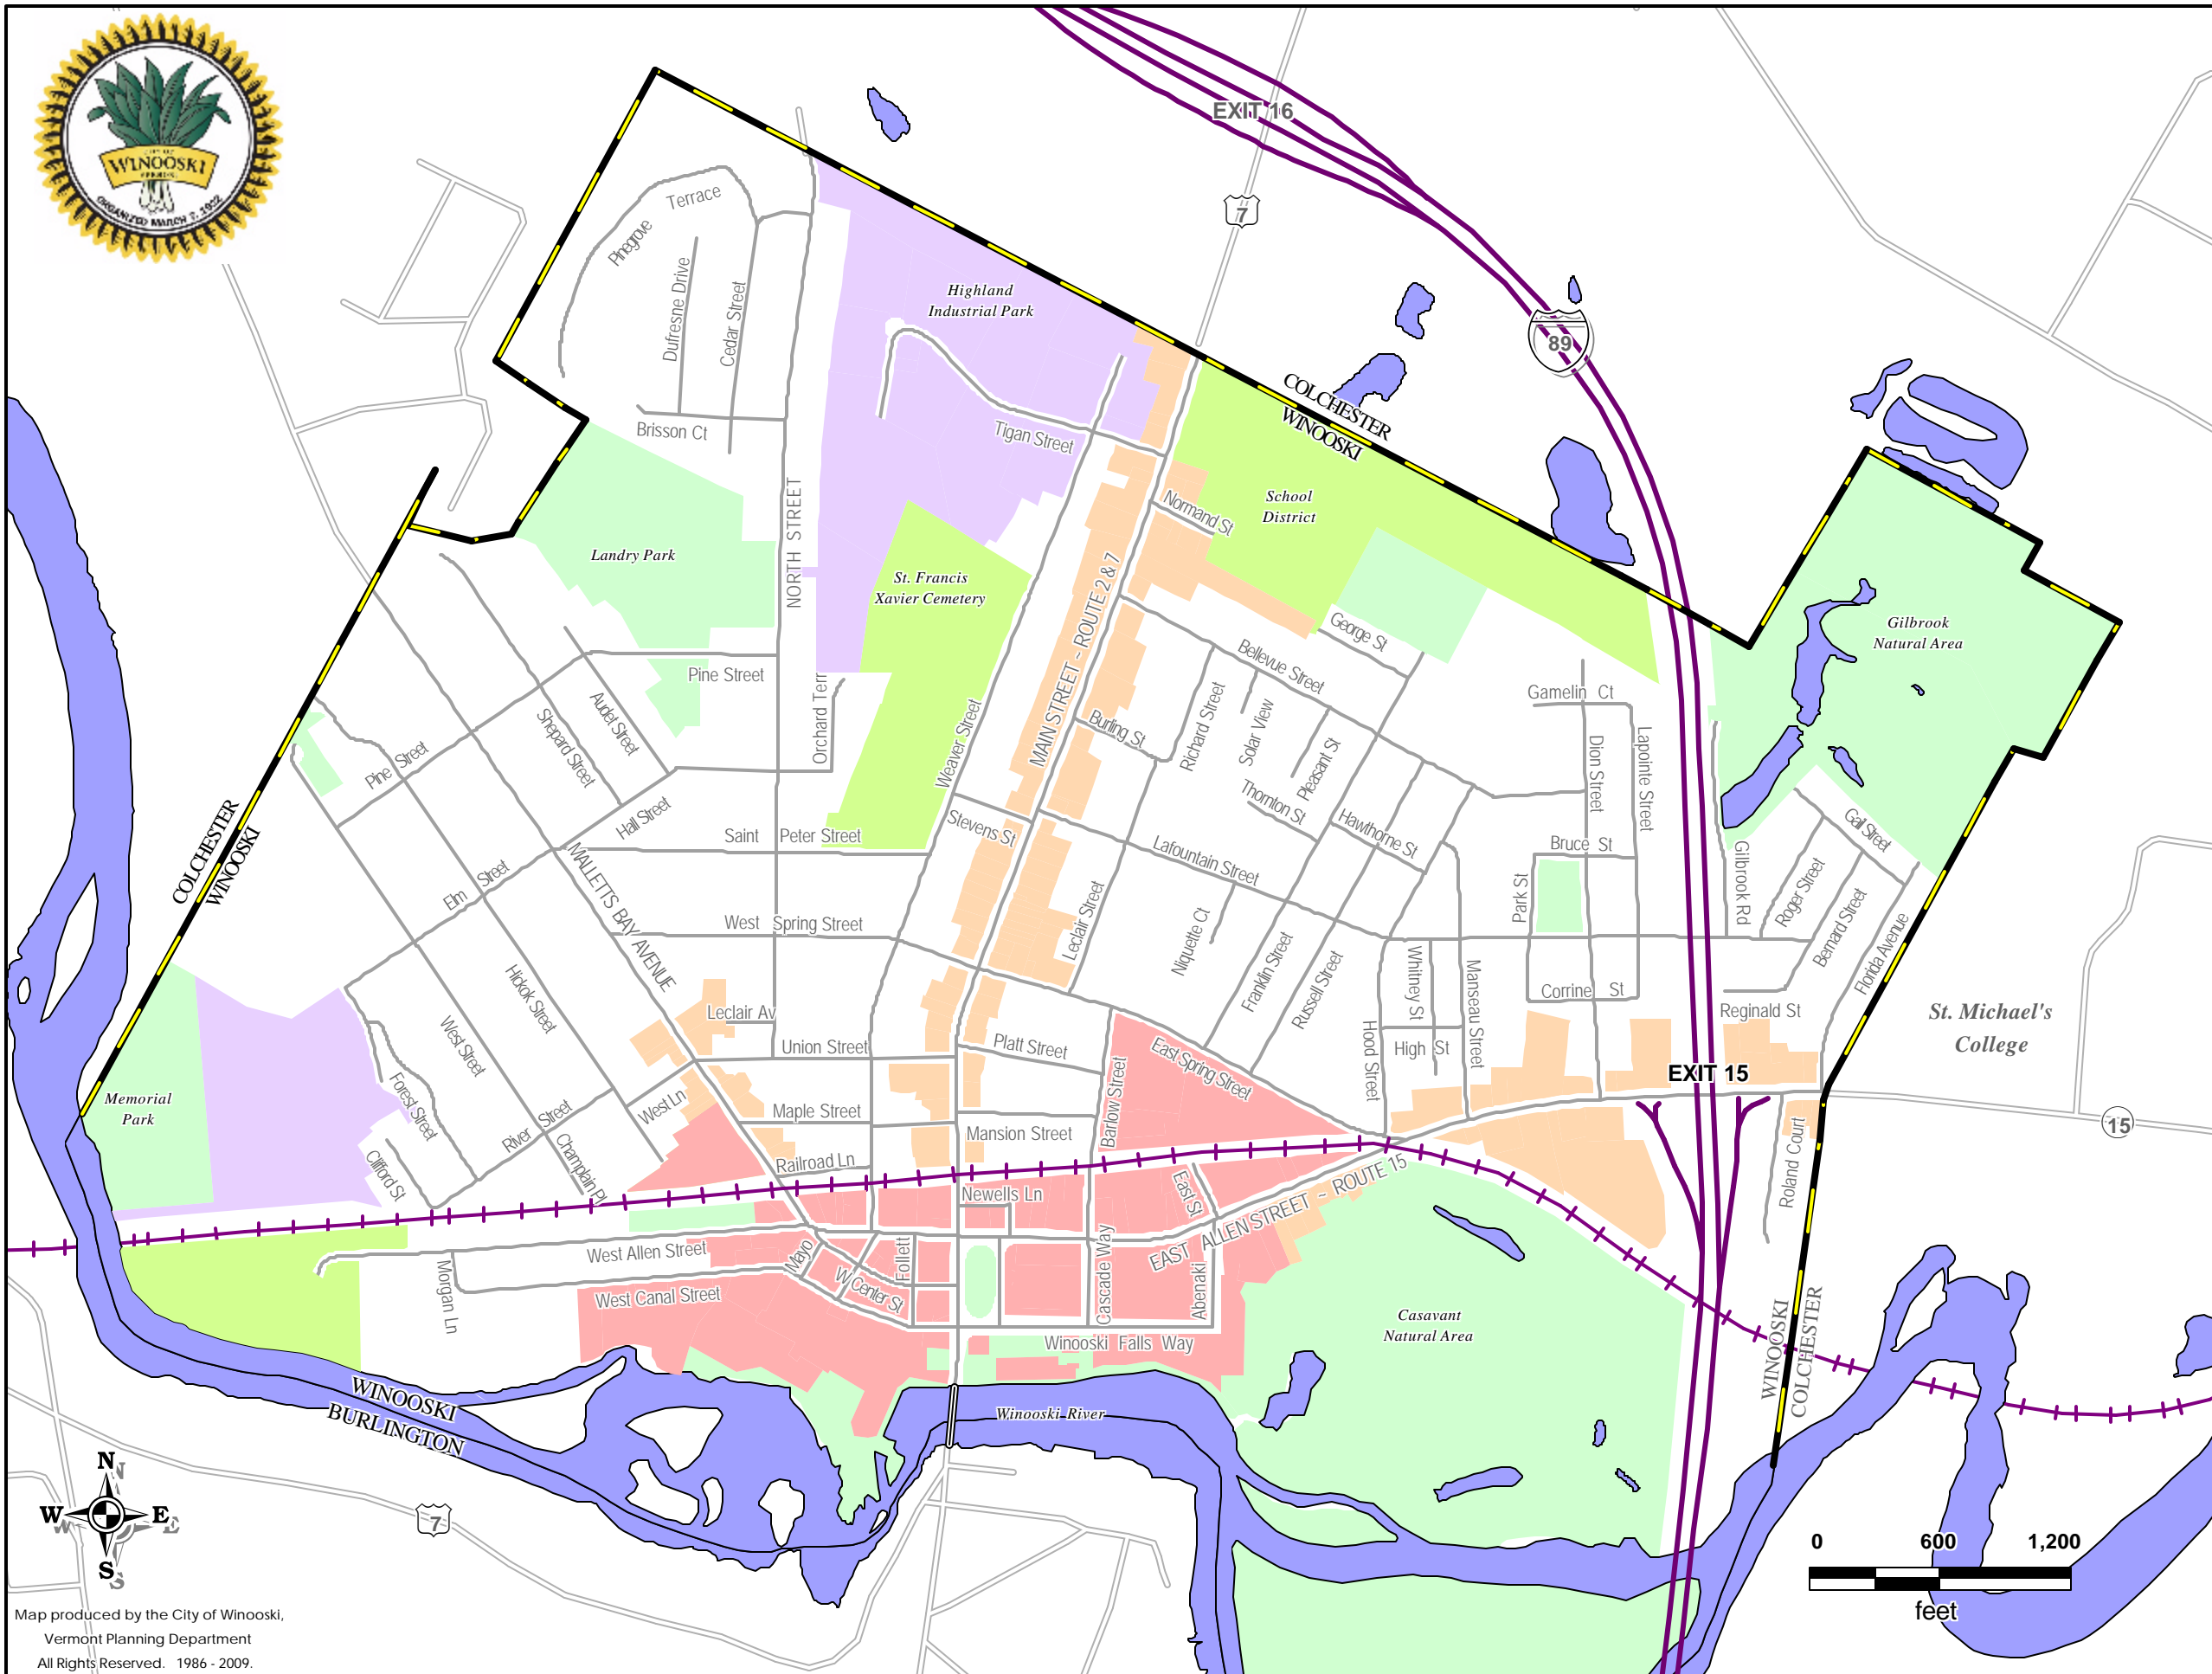 CITY OF
WINOOSKI
VERMONT
ORGANIZED MARCH 7, 1922
EXIT 16
7
89
COLCHESTER
WINOOSKI
Pinegrove
Terrace
Dufresne Drive
Cedar Street
Brisson Ct
NORTH STREET
Highland
Industrial Park
Tigan Street
School
District
Normand St
Landry Park
St. Francis
Xavier Cemetery
MAIN STREET - ROUTE 2 & 7
George St
Gilbrook
Natural Area
Bellevue Street
Pine Street
Orchard Terr
Audet Street
Shepard Street
Pine Street
Weaver Street
Burling St
Richard Street
Solar View
Pleasant St
Thornton St
Gamelin Ct
Dion Street
Lapointe Street
Hall Street
Saint Peter Street
Stevens St
Lafountain Street
Hawthorne St
Bruce St
Gilbrook Rd
Gail Street
Roger Street
Bernard Street
Florida Avenue
COLCHESTER
WINOOSKI
Elm Street
MALLETTS BAY AVENUE
West Spring Street
Leclair Street
Niquette Ct
Franklin Street
Russell Street
Park St
Whitney St
Manseau Street
Corrine St
Reginald St
St. Michael's
College
Hickok Street
West Street
Leclair Av
Union Street
Platt Street
East Spring Street
Hood Street
High St
EXIT 15
Memorial
Park
Forest Street
Clifford St
River Street
Champlain Pl
West Ln
Maple Street
Mansion Street
Barlow Street
Railroad Ln
Newells Ln
East St
EAST ALLEN STREET - ROUTE 15
Roland Court
15
West Allen Street
Morgan Ln
West Canal Street
Mayo
W Center St
Follett
Cascade Way
Abenaki
Winooski Falls Way
Casavant
Natural Area
WINOOSKI
COLCHESTER
WINOOSKI
BURLINGTON
Winooski River
7
N
W E
S
0 600 1,200
feet
Map produced by the City of Winooski,
Vermont Planning Department
All Rights Reserved. 1986 - 2009.